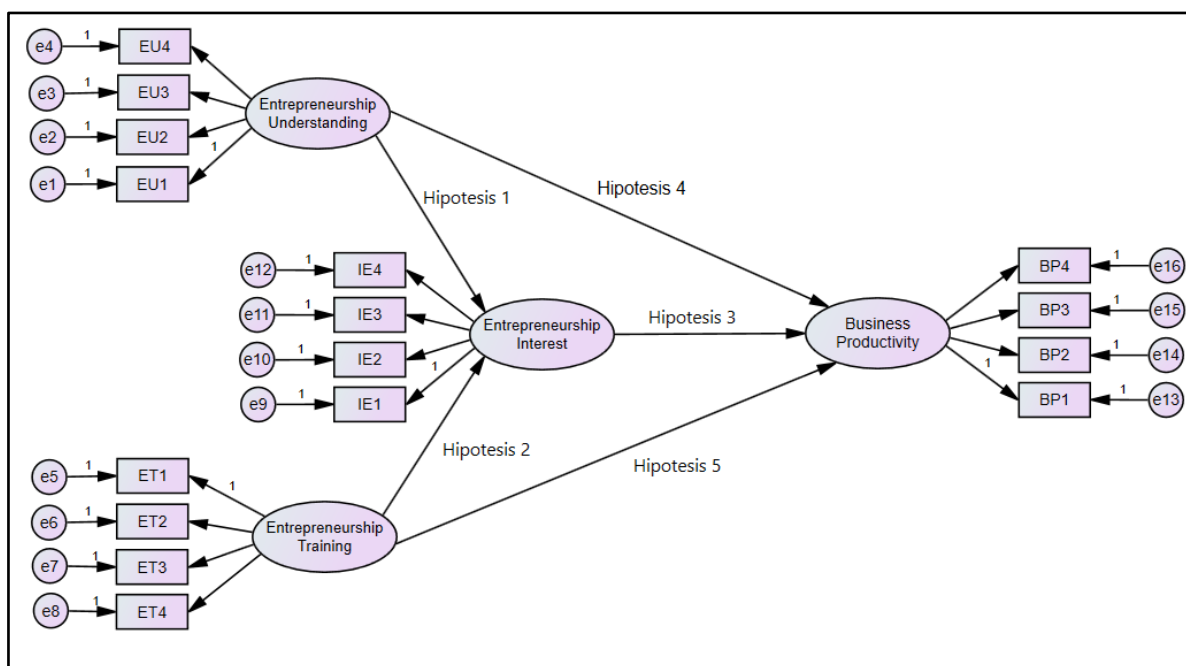 e4 1 EU4
e3 1 EU3
e2 1 EU2
e1 1 EU1
1
Entrepreneurship
Understanding
Hipotesis 1
Hipotesis 4
e12 1 IE4
e11 1 IE3
e10 1 IE2
e9 1 IE1
1
Entrepreneurship
Interest
Hipotesis 3
Business
Productivity
BP4 1 e16
BP3 1 e15
BP2 1 e14
BP1 1 e13
1
Hipotesis 2
Hipotesis 5
e5 1 ET1
e6 1 ET2
e7 1 ET3
e8 1 ET4
1
Entrepreneurship
Training